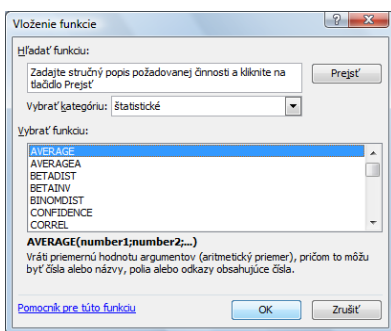 Vloženie funkcie
Hľadať funkciu:
Zadajte stručný popis požadovanej činnosti a kliknite na
tlačidlo Prejsť
Prejsť
Vybrať kategóriu: štatistické
Vybrať funkciu:
AVERAGE
AVERAGEA
BETADIST
BETAINV
BINOMDIST
CONFIDENCE
CORREL
AVERAGE(number1;number2;...)
Vráti priemernú hodnotu argumentov (aritmetický priemer), pričom to môžu
byť čísla alebo názvy, polia alebo odkazy obsahujúce čísla.
Pomocník pre túto funkciu
OK
Zrušiť